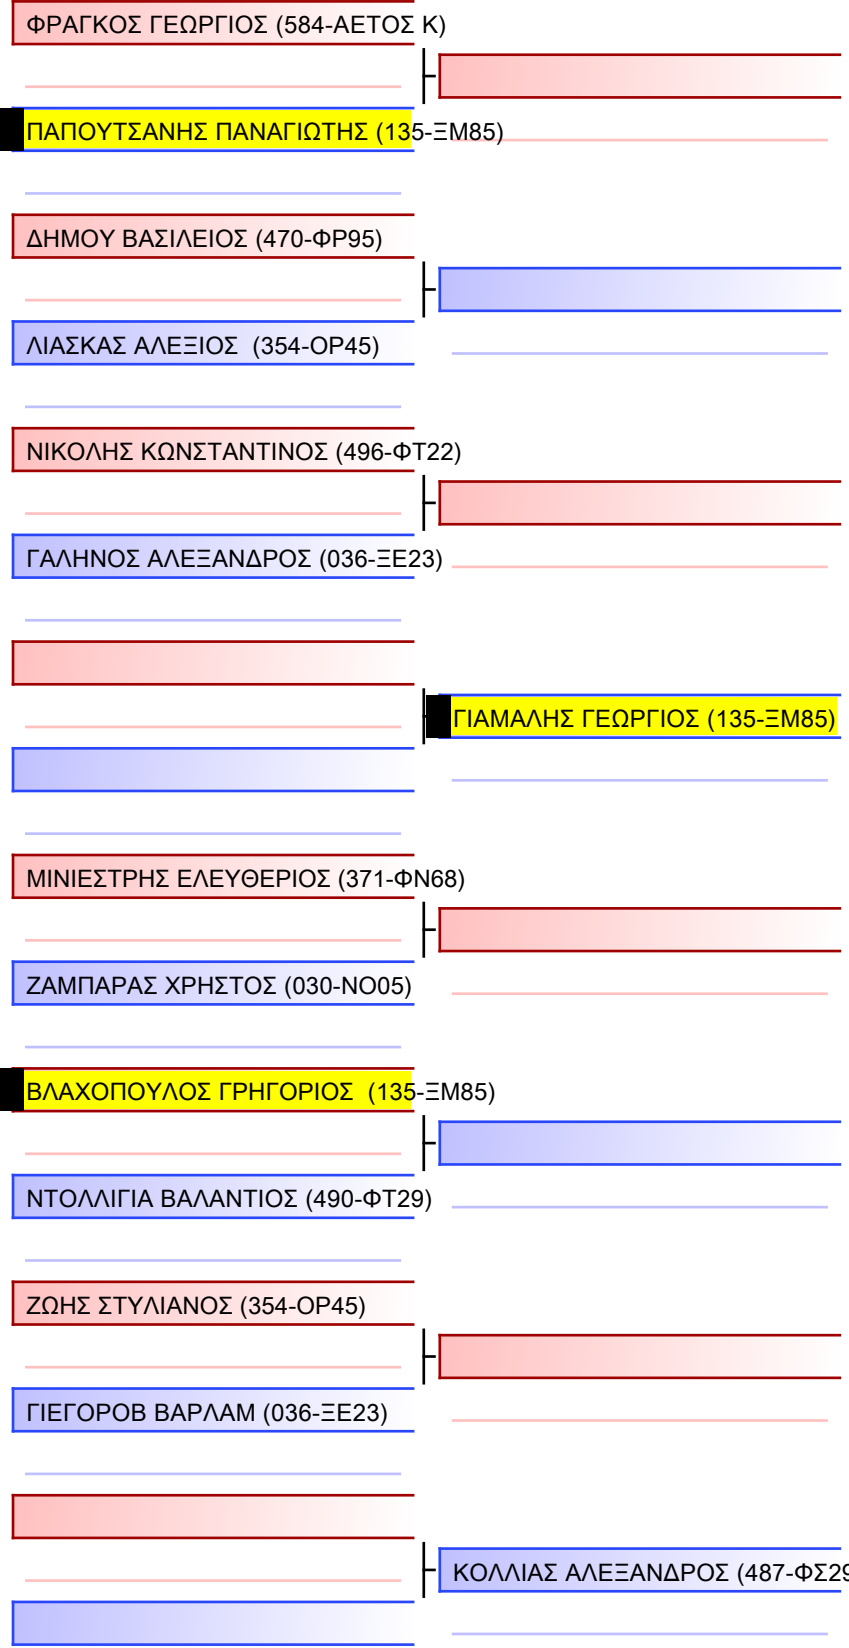 ΦΡΑΓΚΟΣ ΓΕΩΡΓΙΟΣ (584-ΑΕΤΟΣ Κ)
ΠΑΠΟΥΤΣΑΝΗΣ ΠΑΝΑΓΙΩΤΗΣ (135-ΞΜ85)
ΔΗΜΟΥ ΒΑΣΙΛΕΙΟΣ (470-ΦΡ95)
ΛΙΑΣΚΑΣ ΑΛΕΞΙΟΣ (354-ΟΡ45)
ΝΙΚΟΛΗΣ ΚΩΝΣΤΑΝΤΙΝΟΣ (496-ΦΤ22)
ΓΑΛΗΝΟΣ ΑΛΕΞΑΝΔΡΟΣ (036-ΞΕ23)
ΓΙΑΜΑΛΗΣ ΓΕΩΡΓΙΟΣ (135-ΞΜ85)
ΜΙΝΙΕΣΤΡΗΣ ΕΛΕΥΘΕΡΙΟΣ (371-ΦΝ68)
ΖΑΜΠΑΡΑΣ ΧΡΗΣΤΟΣ (030-ΝΟ05)
ΒΛΑΧΟΠΟΥΛΟΣ ΓΡΗΓΟΡΙΟΣ (135-ΞΜ85)
ΝΤΟΛΛΙΓΙΑ ΒΑΛΑΝΤΙΟΣ (490-ΦΤ29)
ΖΩΗΣ ΣΤΥΛΙΑΝΟΣ (354-ΟΡ45)
ΓΙΕΓΟΡΟΒ ΒΑΡΛΑΜ (036-ΞΕ23)
ΚΟΛΛΙΑΣ ΑΛΕΞΑΝΔΡΟΣ (487-ΦΣ29